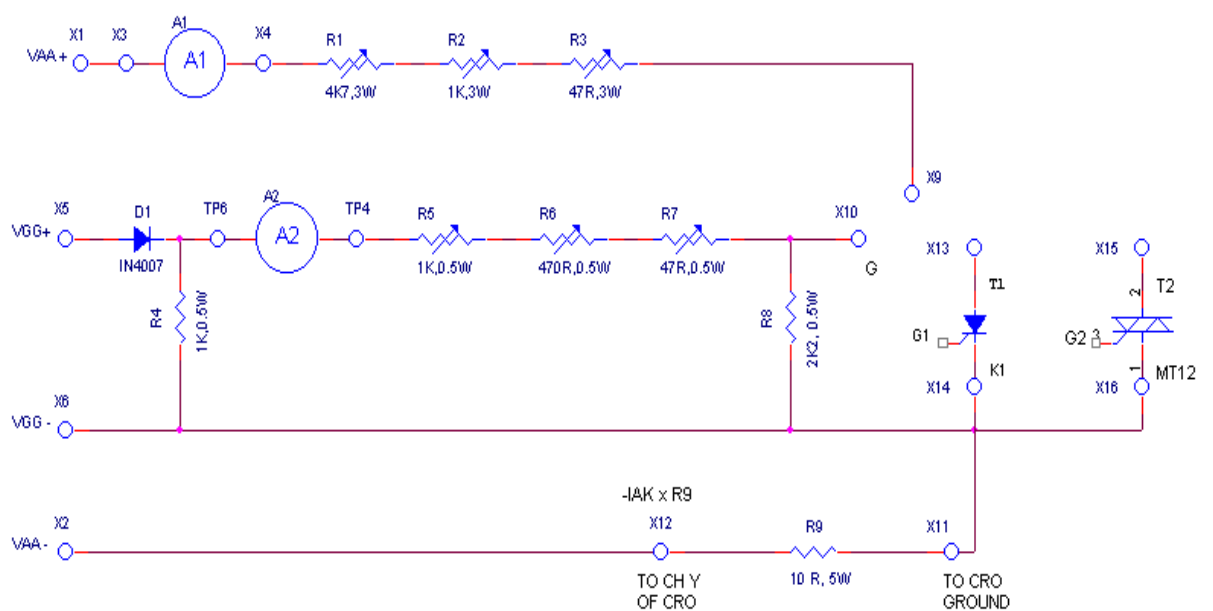 A1
X1 X3 X4 R1 R2 R3
VAA+ A1
4K7,3W 1K,3W 47R,3W
X9
A2
X5 D1 TP6 TP4 R5 R6 R7 X10
VGG+ A2
IN4007 1K,0.5W 470R,0.5W 47R,0.5W G X13 X15
T1 2 T2
R4 1K,0.5W R8 2K2, 0.5W
G1 G2 3
K1 1 MT12
X14 X16
X6
VGG -
-IAK x R9
X2 X12 R9 X11
VAA -
10 R, 5W
TO CH Y TO CRO
OF CRO GROUND